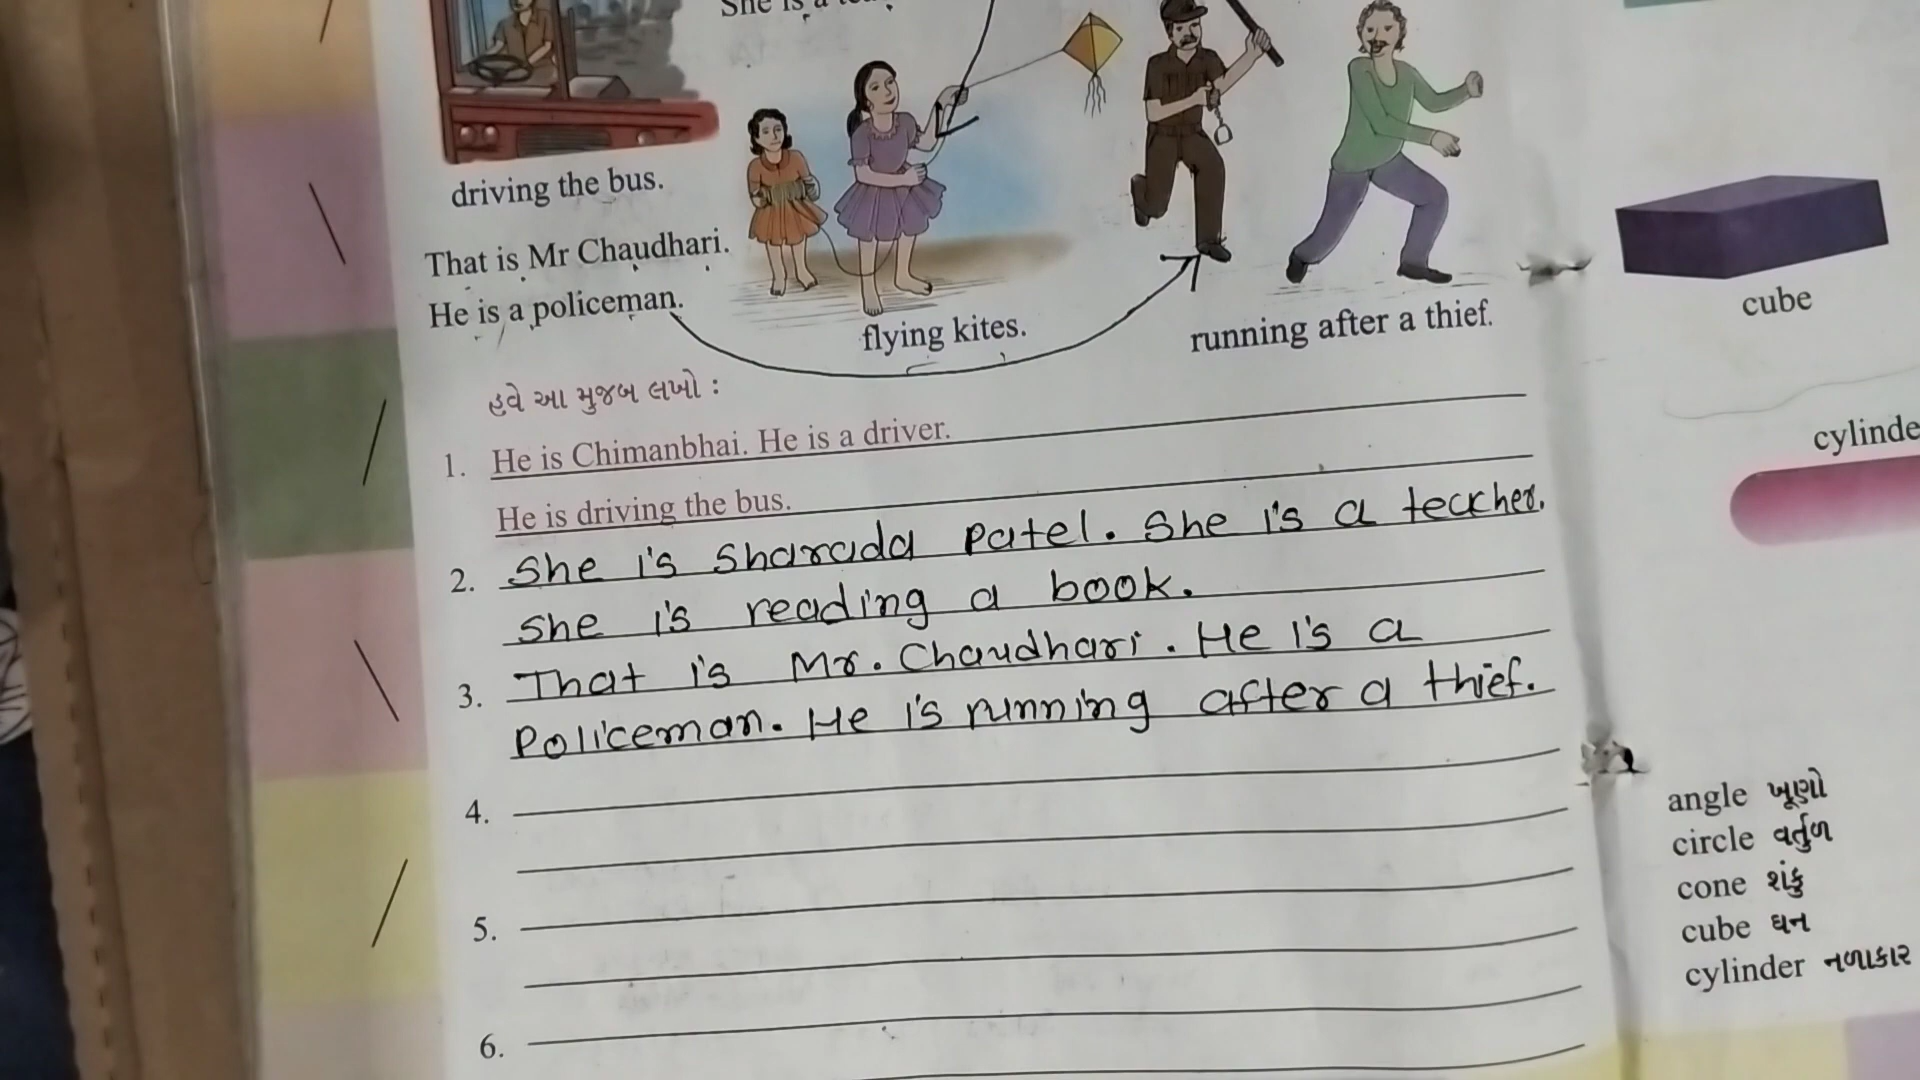 She is a
driving the bus.
That is Mr Chaudhari.
He is a policeman.
flying kites.
running after a thief.
હવે આ મુજબ લખો :
1. He is Chimanbhai. He is a driver.
He is driving the bus.
2. She is Sharada Patel. She is a teacher.
She is reading a book.
3. That is Mr. Chaudhari. He is a
Policeman. He is running after a thief.
4.
5.
6.
cube
cylinde
angle ખૂણો
circle વર્તુળ
cone શંકુ
cube ઘન
cylinder નળાકાર